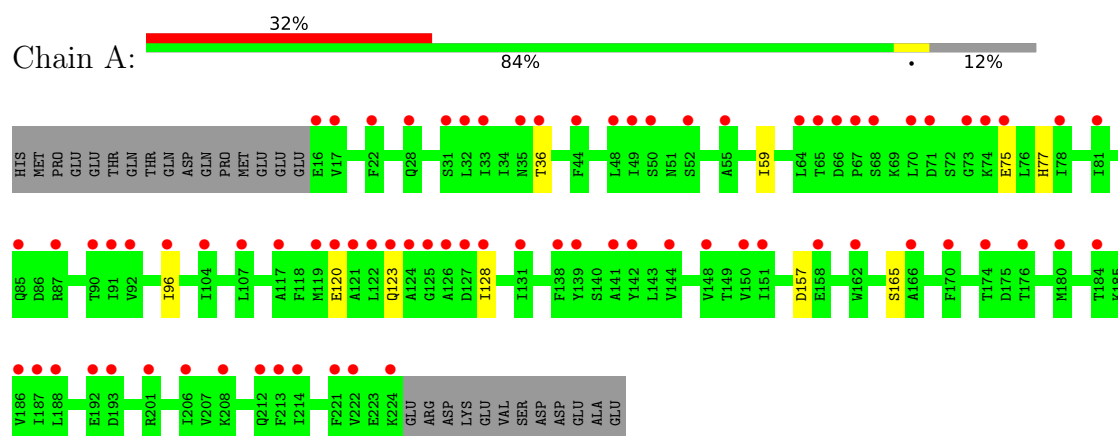 Chain A:
32%
84%
•
12%
HIS MET PRO GLU GLU THR GLN THR GLN ASP GLN PRO MET GLU GLU GLU E16 V17 F22 Q28 S31 L32 I33 I34 N35 T36 F44 L48 I49 S50 N51 S52 A55 I59 L64 T65 D66 P67 S68 K69 L70 D71 S72 G73 K74 E75 L76 H77 I78 I81
Q85 D86 R87 T90 I91 V92 I96 I104 L107 A117 F118 M119 E120 A121 L122 Q123 A124 G125 A126 D127 I128 I131 F138 Y139 S140 A141 Y142 L143 V144 V148 T149 V150 I151 D157 E158 W162 S165 A166 F170 T174 D175 T176 M180 T184 K185
V186 I187 L188 E192 D193 R201 I206 V207 K208 Q212 F213 I214 F221 V222 E223 K224 GLU ARG ASP LYS GLU VAL SER ASP ASP GLU ALA GLU